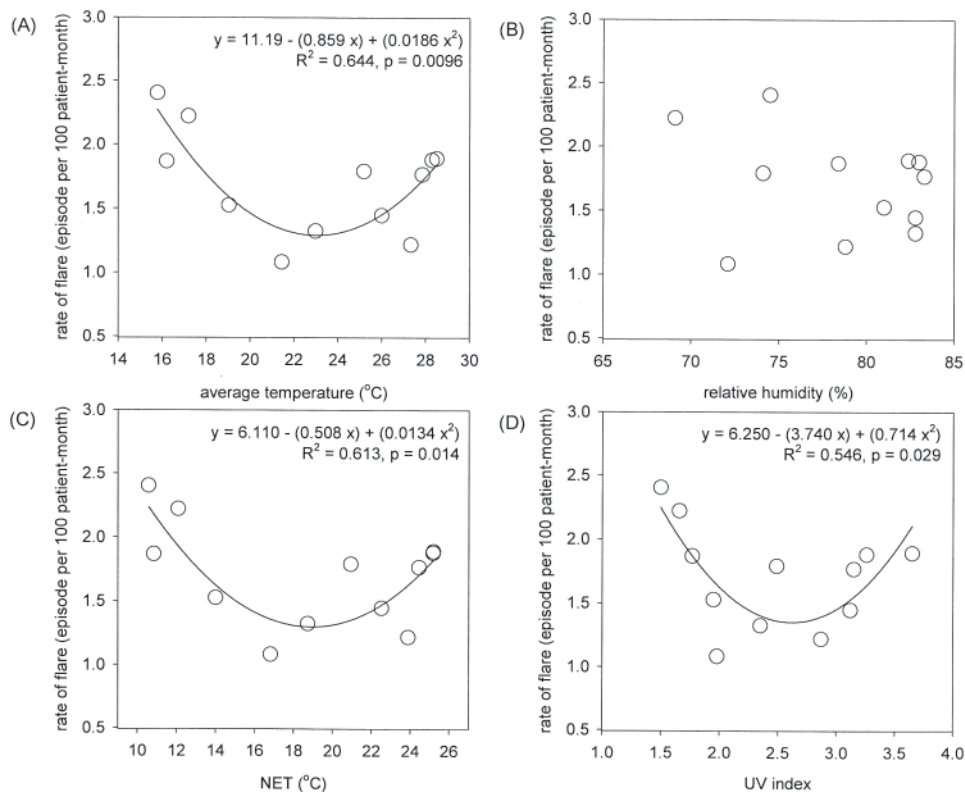 (A)
y = 11.19 - (0.859 x) + (0.0186 x²)
R² = 0.644, p = 0.0096
rate of flare (episode per 100 patient-month)
3.0
2.5
2.0
1.5
1.0
0.5
14 16 18 20 22 24 26 28 30
average temperature (°C)
(B)
rate of flare (episode per 100 patient-month)
3.0
2.5
2.0
1.5
1.0
0.5
65 70 75 80 85
relative humidity (%)
(C)
y = 6.110 - (0.508 x) + (0.0134 x²)
R² = 0.613, p = 0.014
rate of flare (episode per 100 patient-month)
3.0
2.5
2.0
1.5
1.0
0.5
10 12 14 16 18 20 22 24 26
NET (°C)
(D)
y = 6.250 - (3.740 x) + (0.714 x²)
R² = 0.546, p = 0.029
rate of flare (episode per 100 patient-month)
3.0
2.5
2.0
1.5
1.0
0.5
1.0 1.5 2.0 2.5 3.0 3.5 4.0
UV index